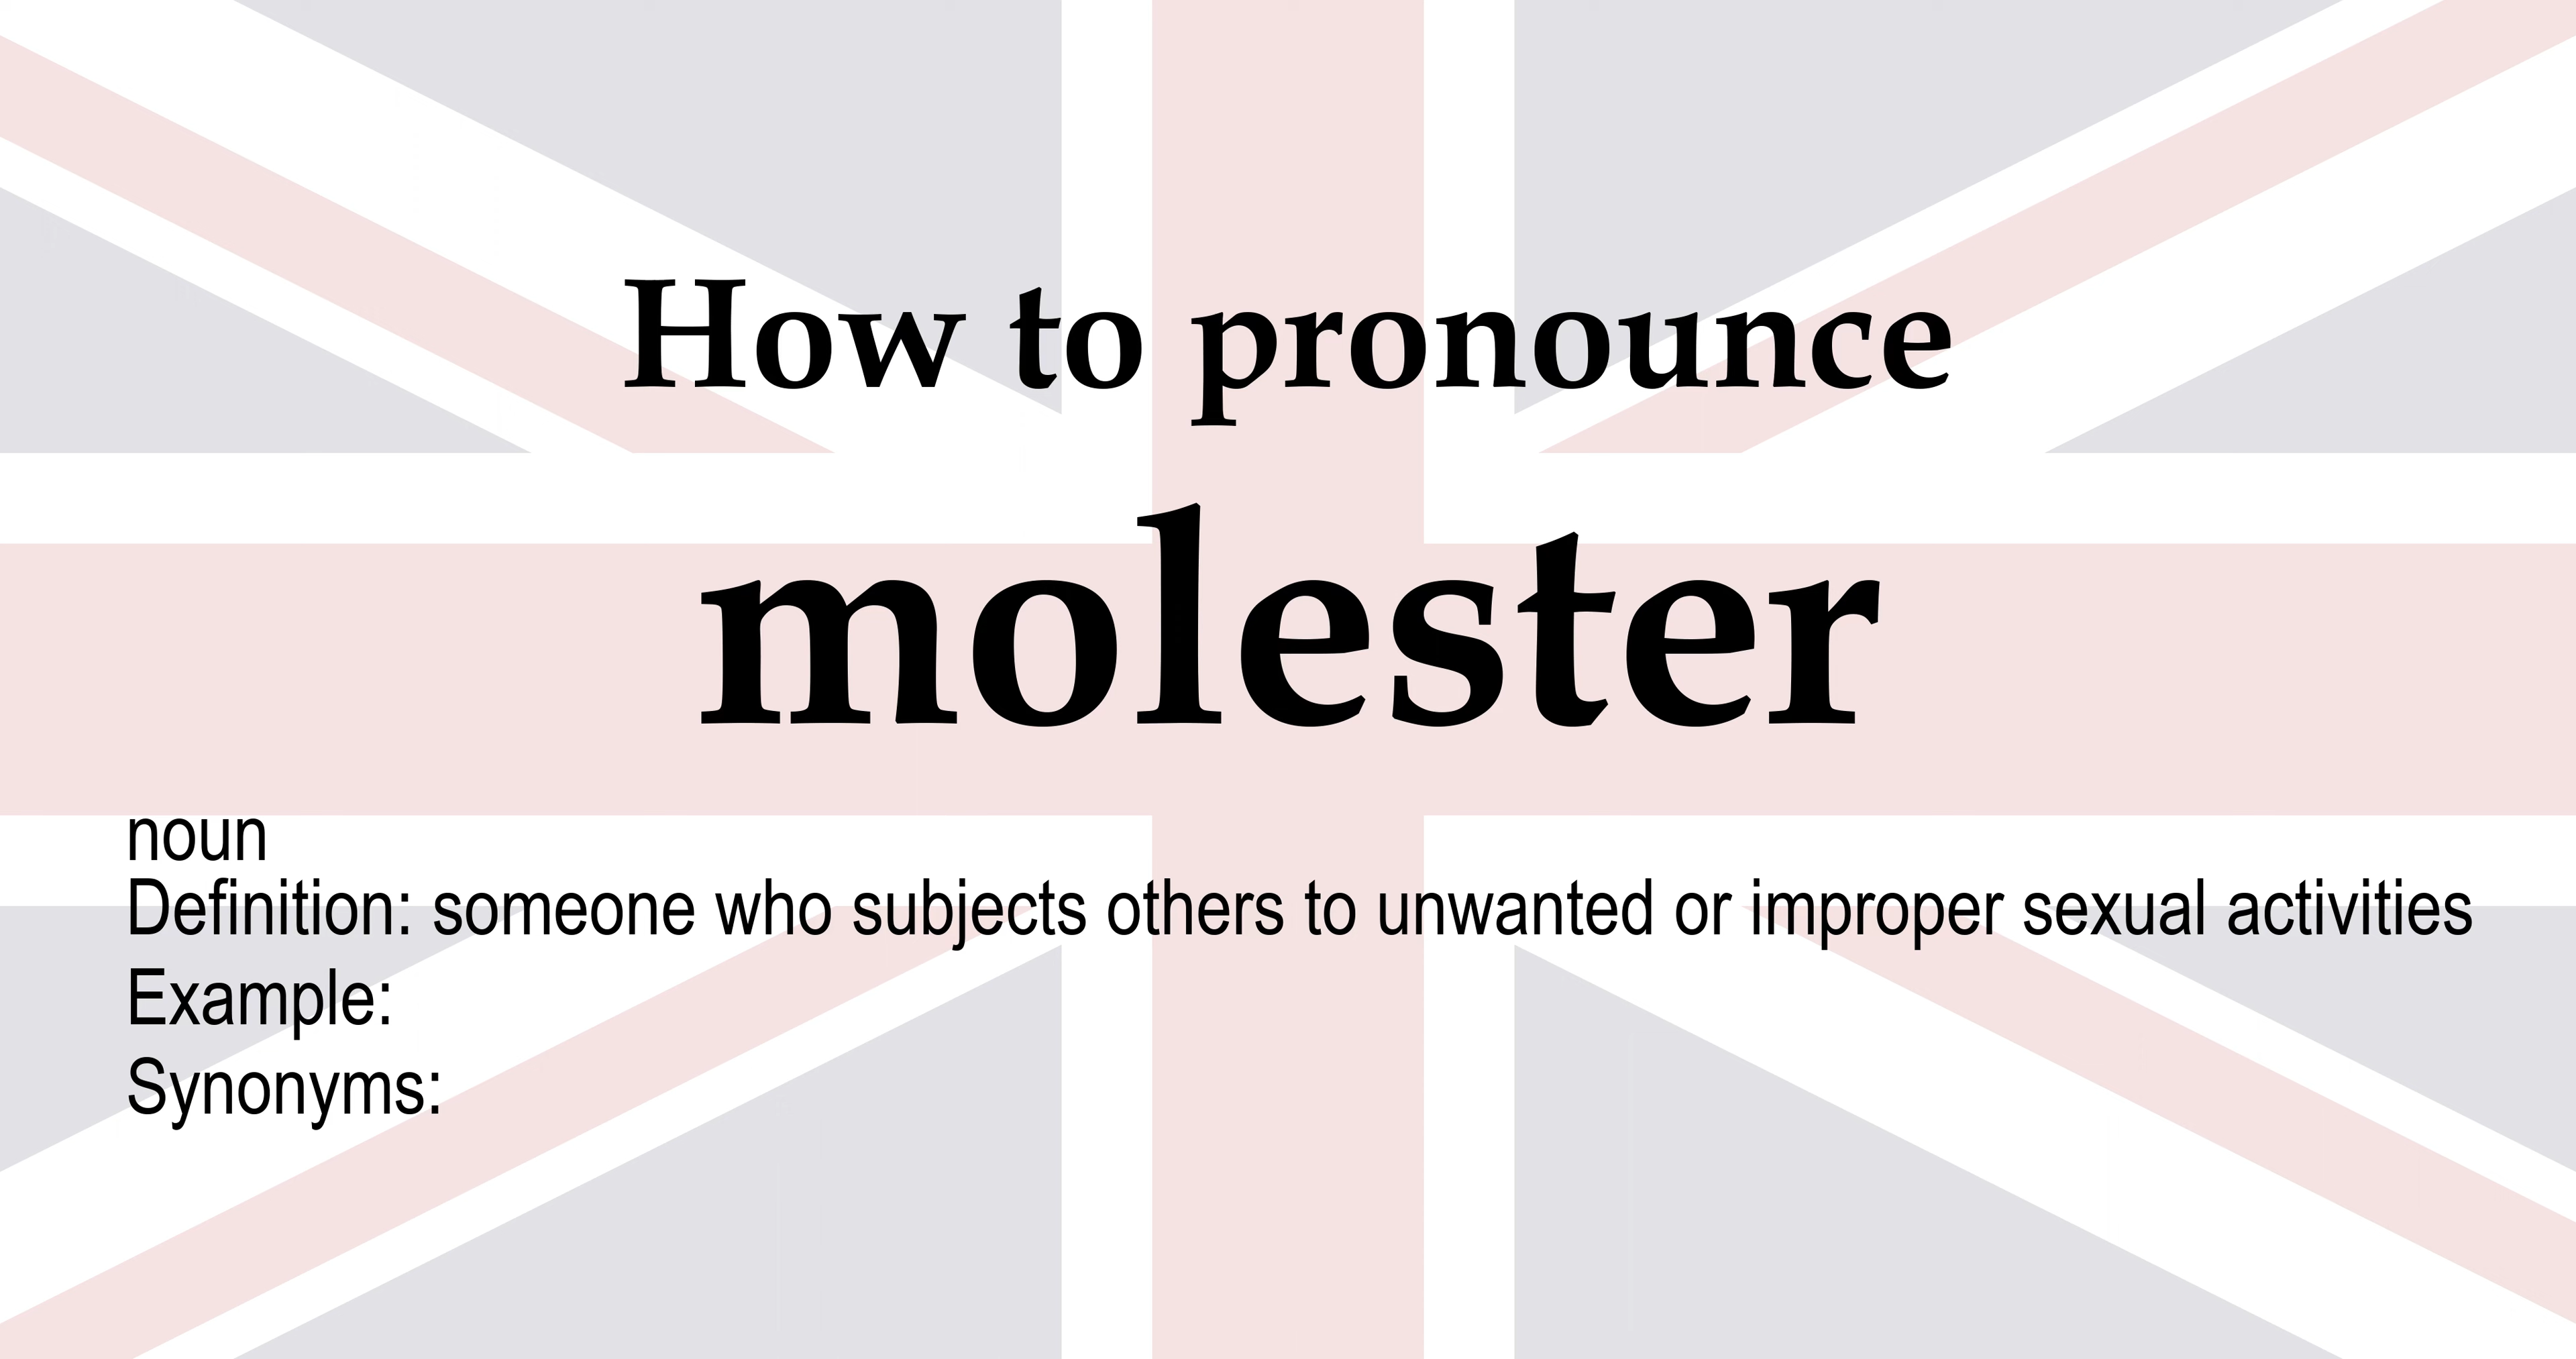 How to pronounce
molester
noun
Definition: someone who subjects others to unwanted or improper sexual activities
Example:
Synonyms: